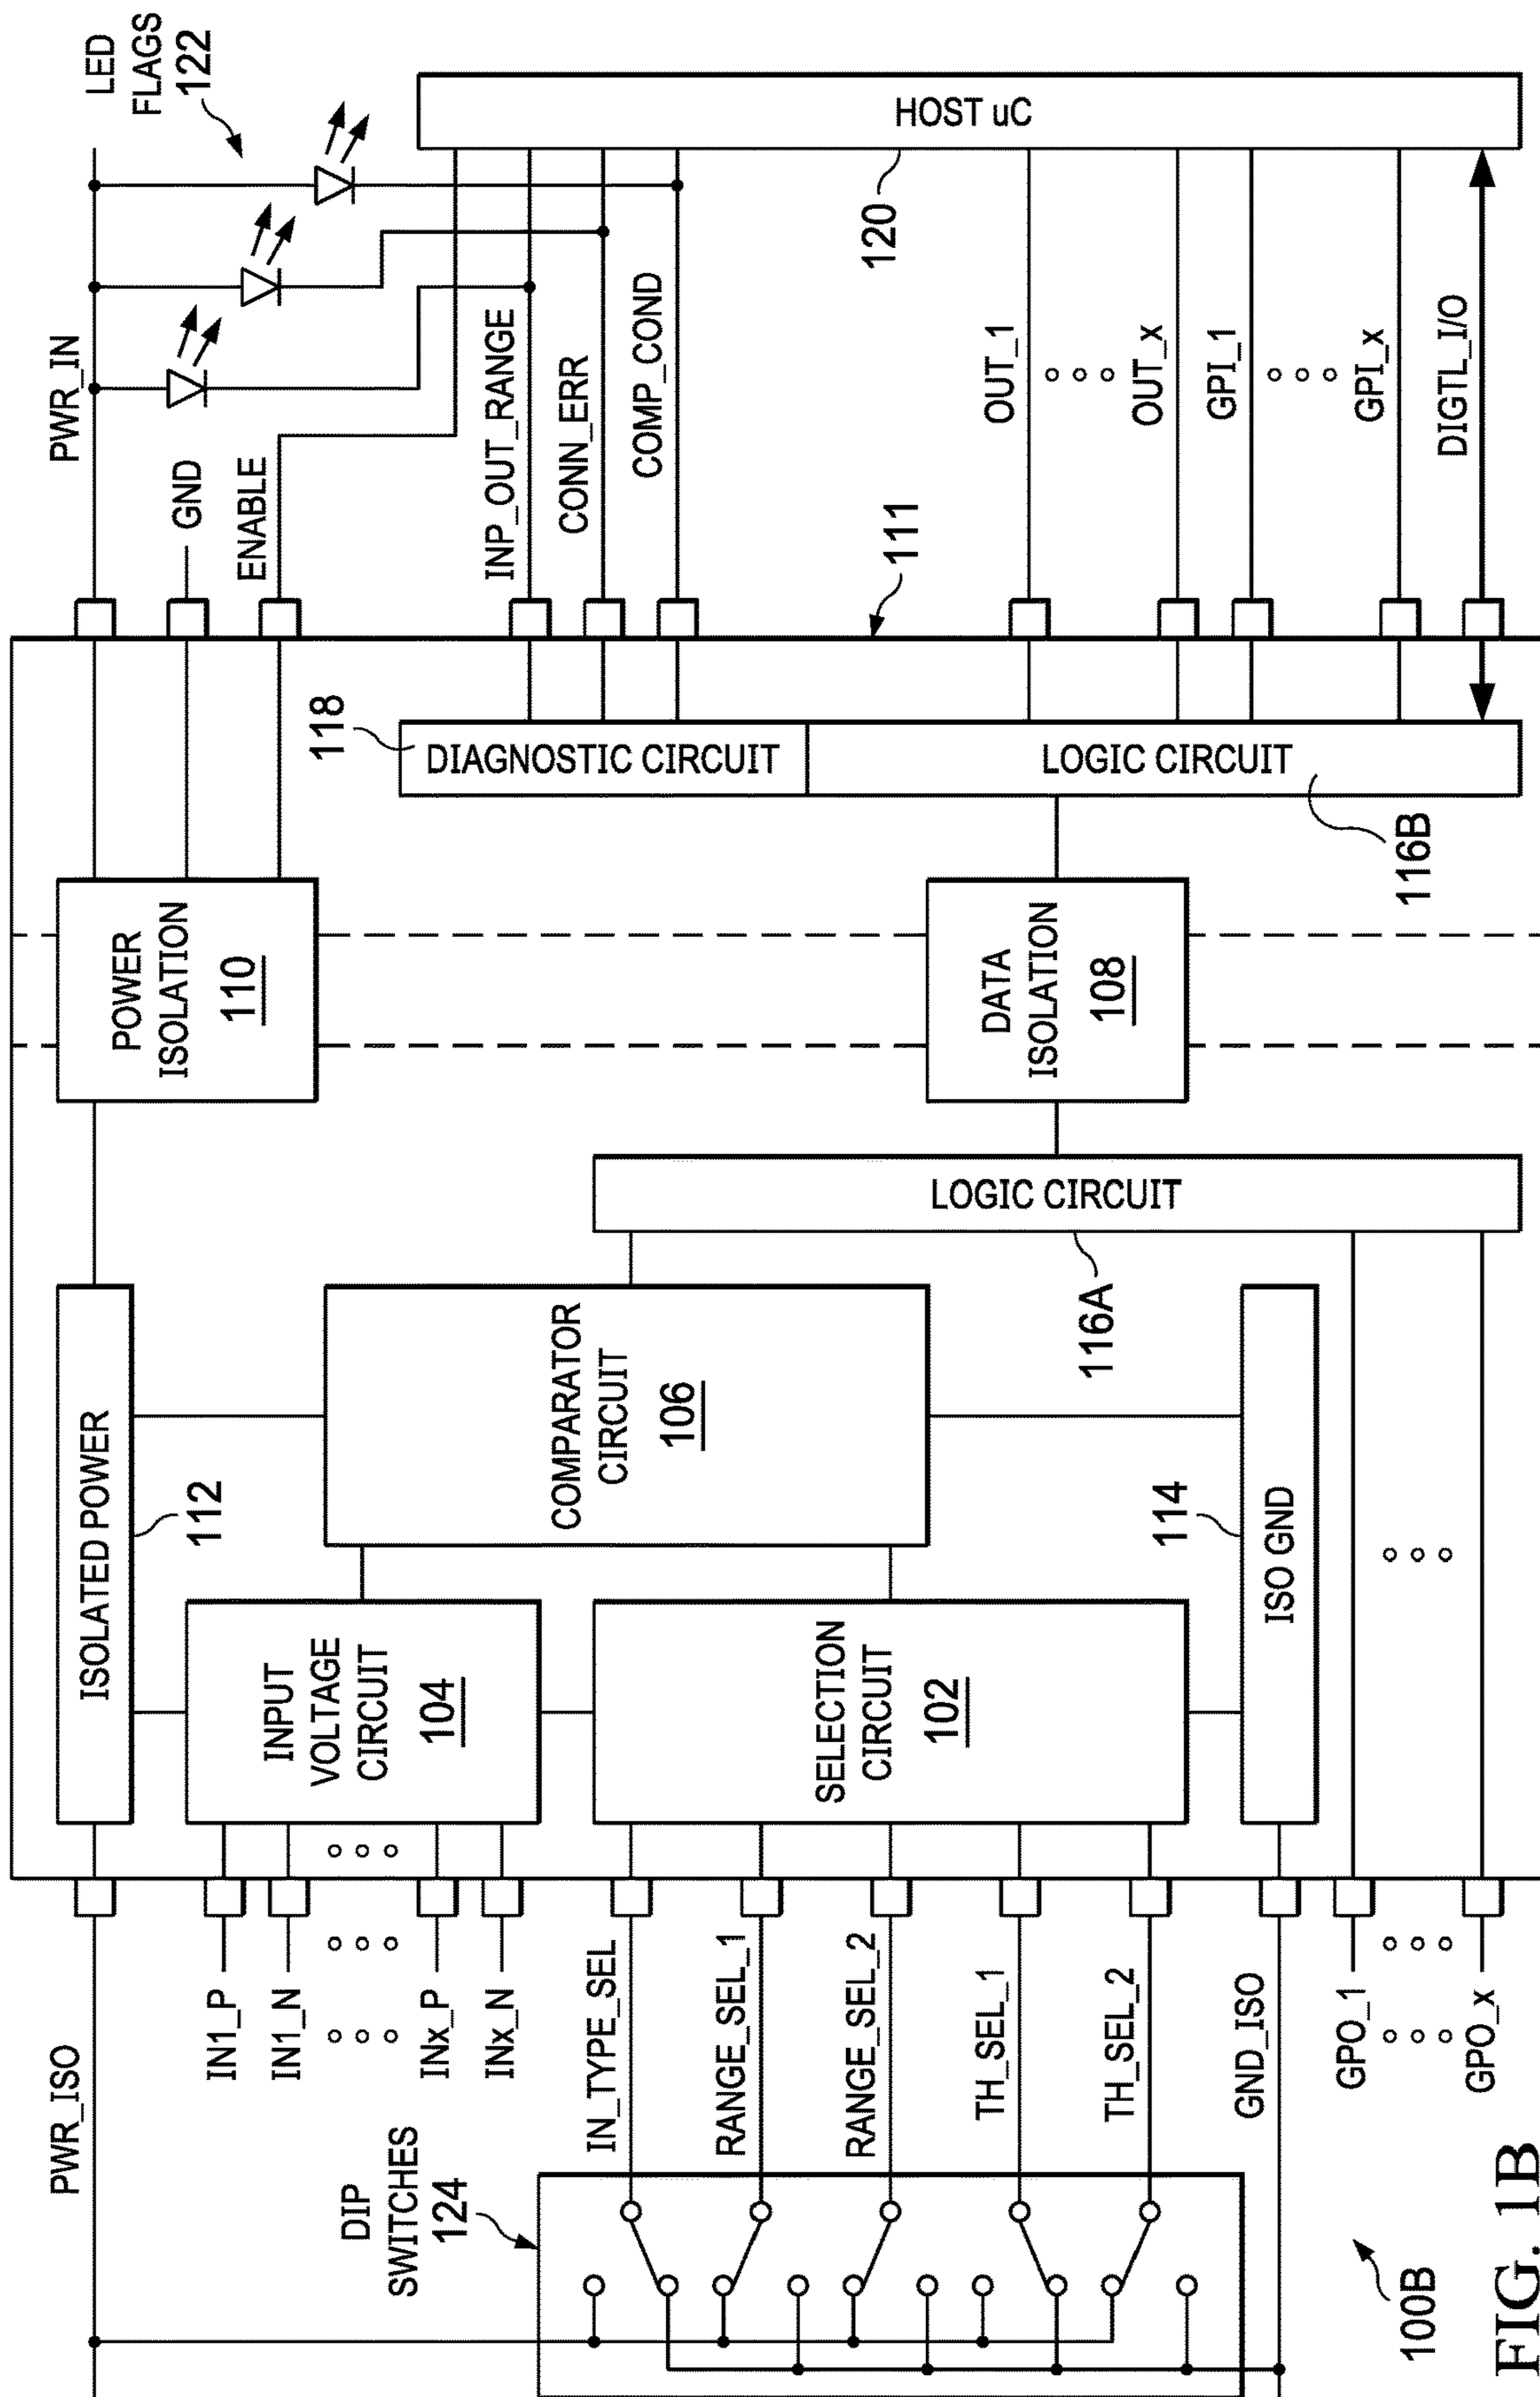 PWR_ISO
IN1_P
IN1_N
INx_P
INx_N
DIP
SWITCHES
124
IN_TYPE_SEL
RANGE_SEL_1
RANGE_SEL_2
TH_SEL_1
TH_SEL_2
GND_ISO
GPO_1
GPO_x
ISOLATED POWER
112
INPUT
VOLTAGE
CIRCUIT
104
SELECTION
CIRCUIT
102
COMPARATOR
CIRCUIT
106
114
ISO GND
LOGIC CIRCUIT
116A
POWER
ISOLATION
110
DATA
ISOLATION
108
118
DIAGNOSTIC CIRCUIT
LOGIC CIRCUIT
116B
111
PWR_IN
GND
ENABLE
INP_OUT_RANGE
CONN_ERR
COMP_COND
OUT_1
OUT_x
GPI_1
GPI_x
DIGTL_I/O
LED
FLAGS
122
HOST uC
120
100B
FIG. 1B